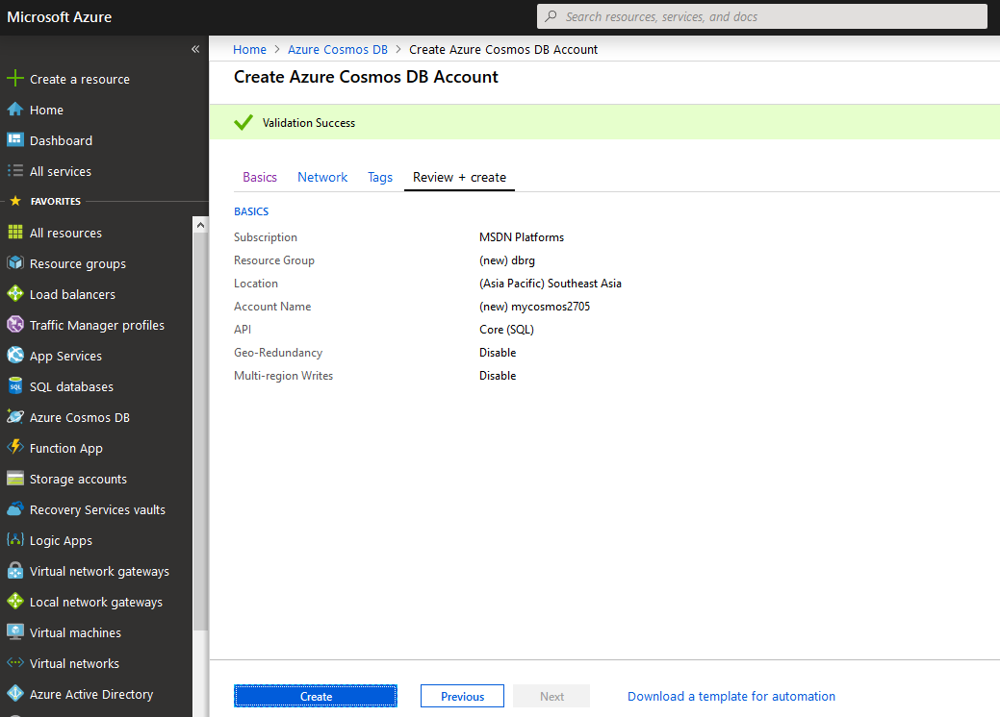 Microsoft Azure
Search resources, services, and docs
«
Create a resource
Home
Dashboard
All services
FAVORITES
All resources
Resource groups
Load balancers
Traffic Manager profiles
App Services
SQL databases
Azure Cosmos DB
Function App
Storage accounts
Recovery Services vaults
Logic Apps
Virtual network gateways
Local network gateways
Virtual machines
Virtual networks
Azure Active Directory
Home > Azure Cosmos DB > Create Azure Cosmos DB Account
Create Azure Cosmos DB Account
Validation Success
Basics Network Tags Review + create
BASICS
Subscription MSDN Platforms
Resource Group (new) dbrg
Location (Asia Pacific) Southeast Asia
Account Name (new) mycosmos2705
API Core (SQL)
Geo-Redundancy Disable
Multi-region Writes Disable
Create Previous Next Download a template for automation